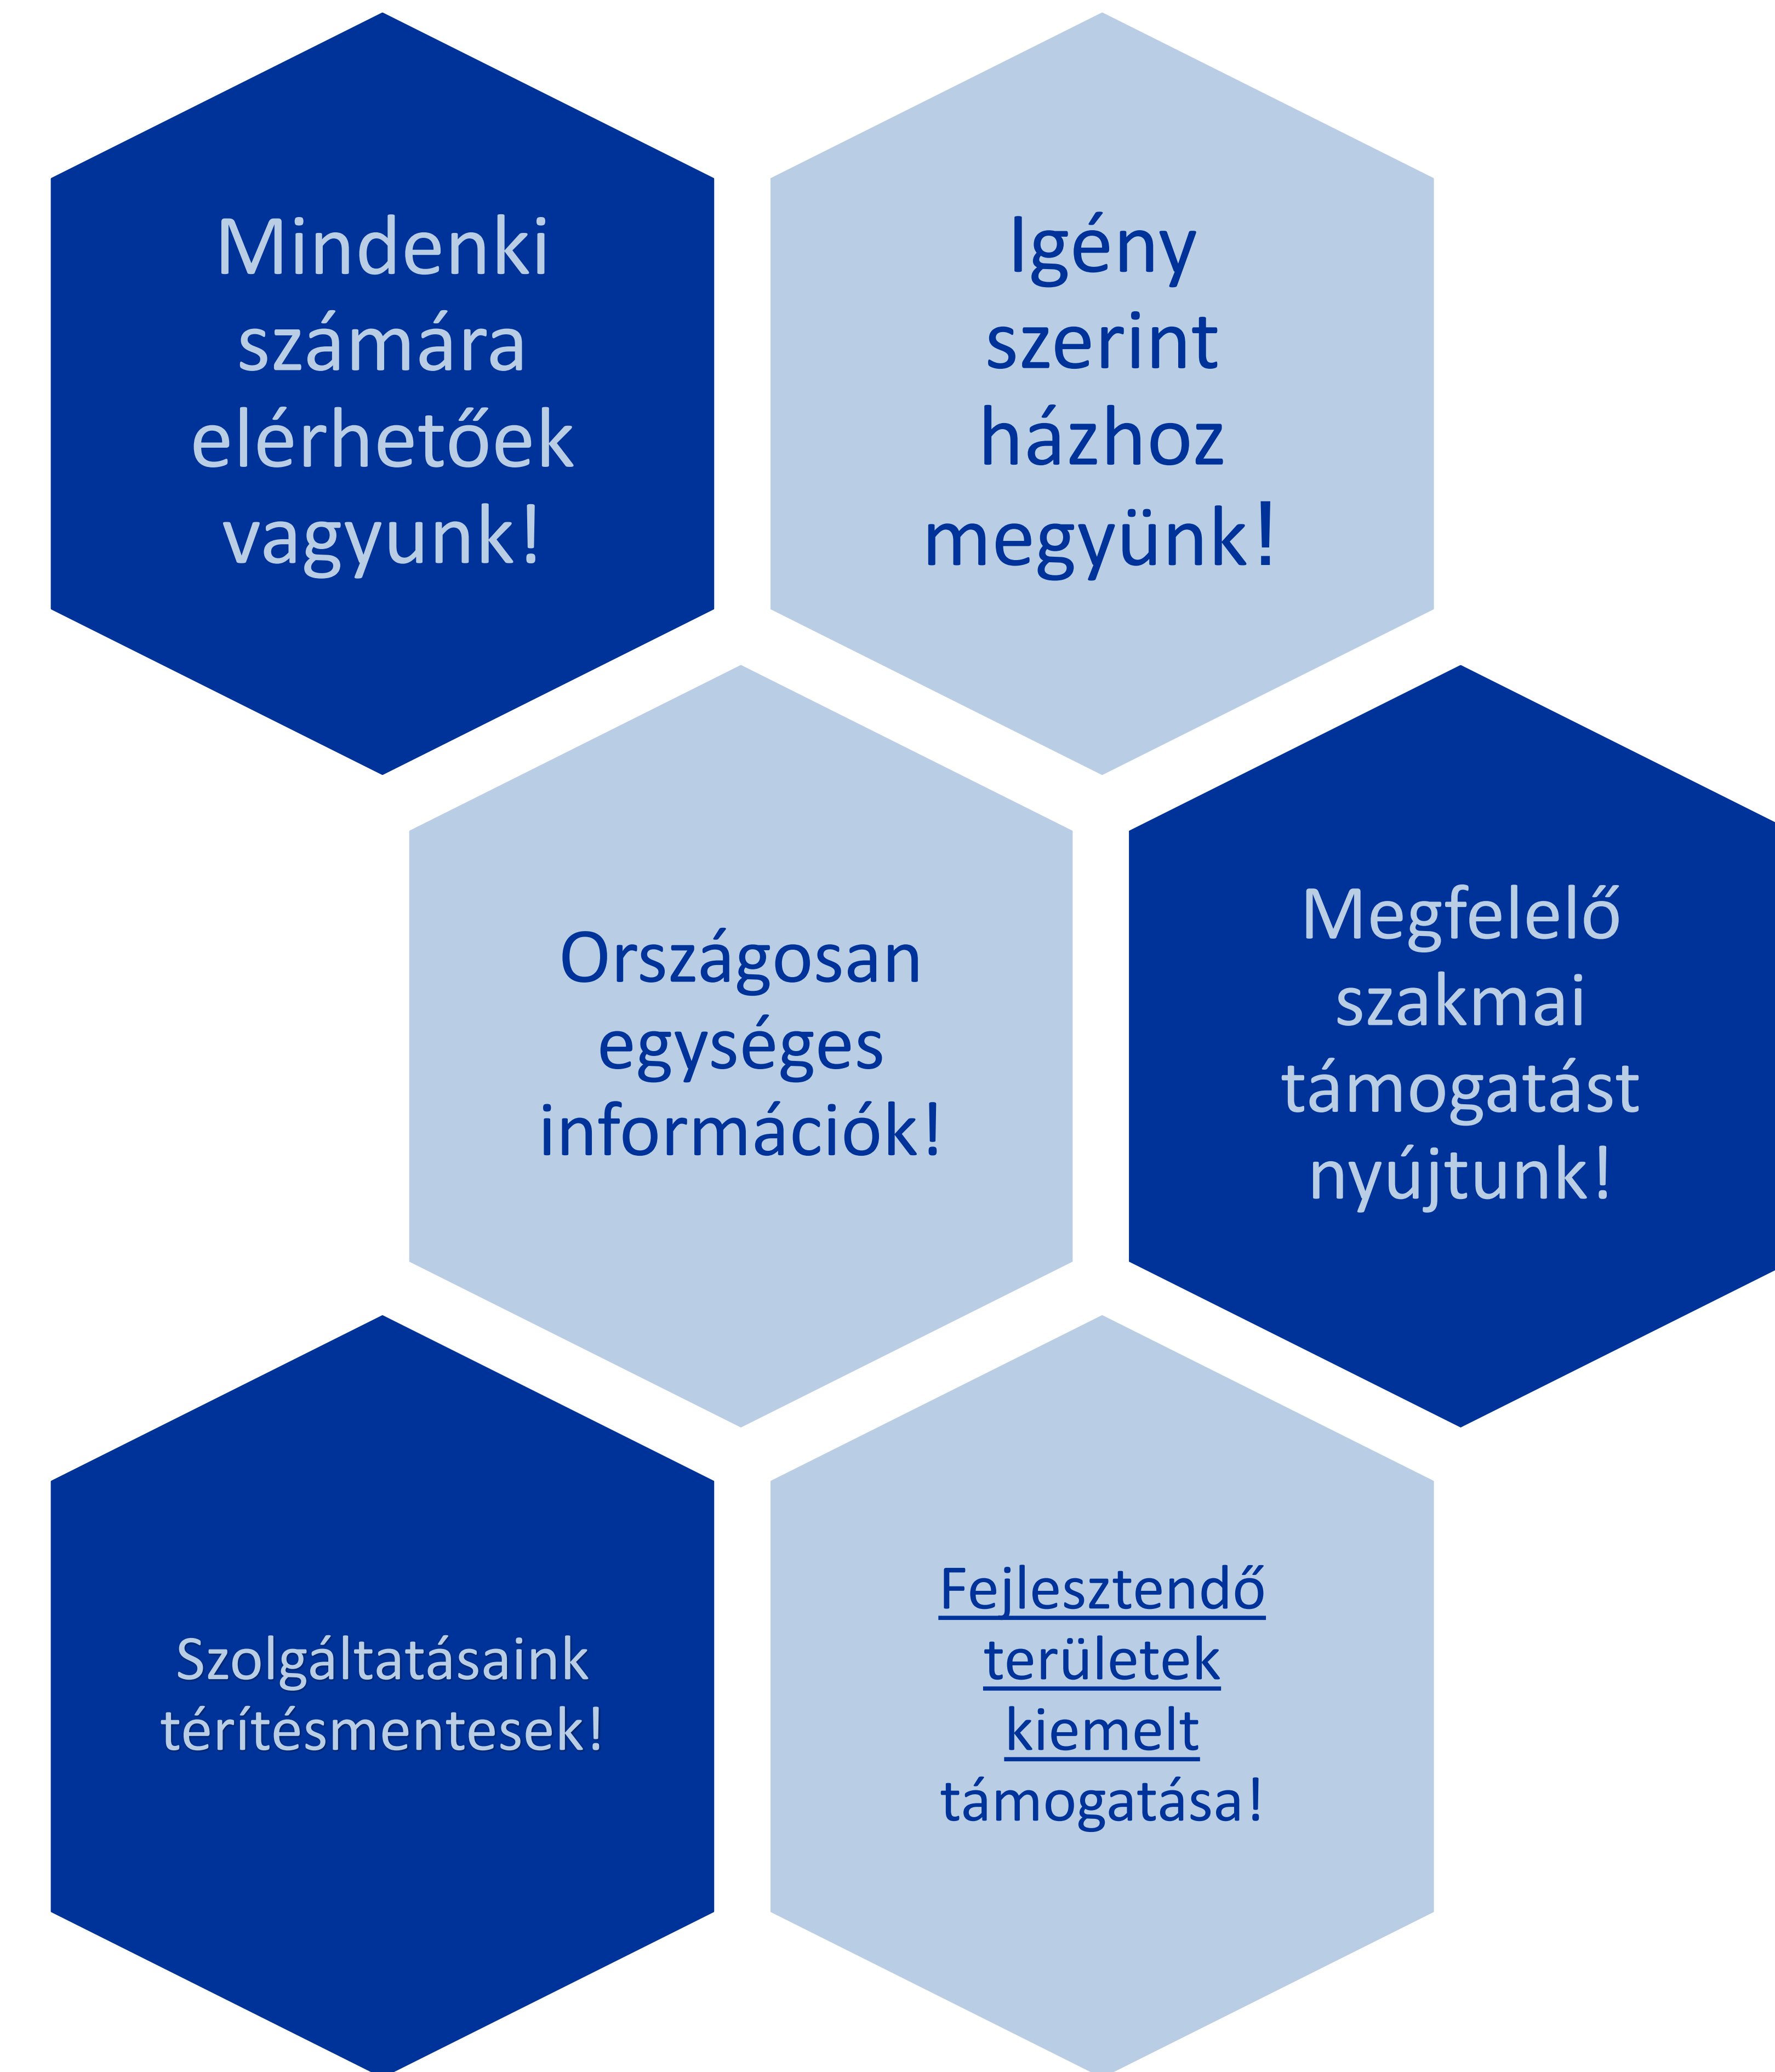 Mindenki
számára
elérhetőek
vagyunk!
Igény
szerint
házhoz
megyünk!
Országosan
egységes
információk!
Megfelelő
szakmai
támogatást
nyújtunk!
Szolgáltatásaink
térítésmentesek!
Fejlesztendő
területek
kiemelt
támogatása!